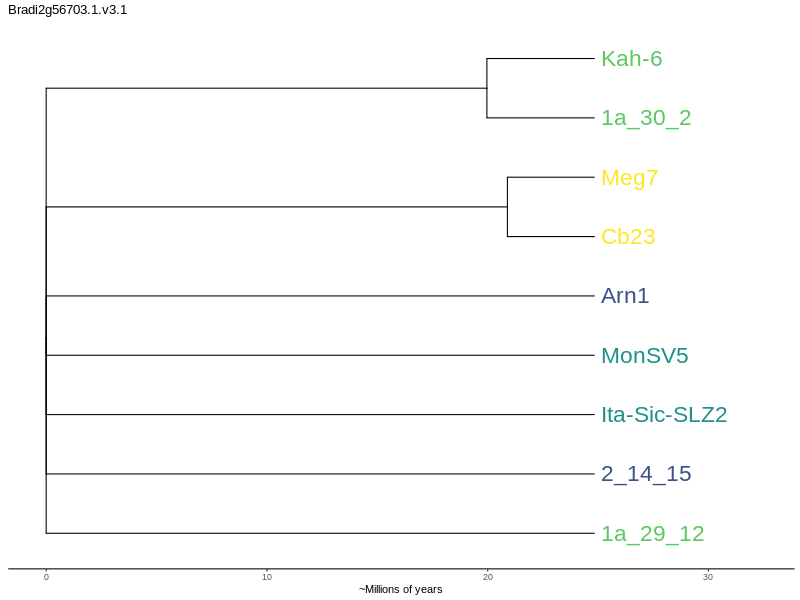 Bradi2g56703.1.v3.1
Kah-6
1a_30_2
Meg7
Cb23
Arn1
MonSV5
Ita-Sic-SLZ2
2_14_15
1a_29_12
0 10 20 30
~Millions of years